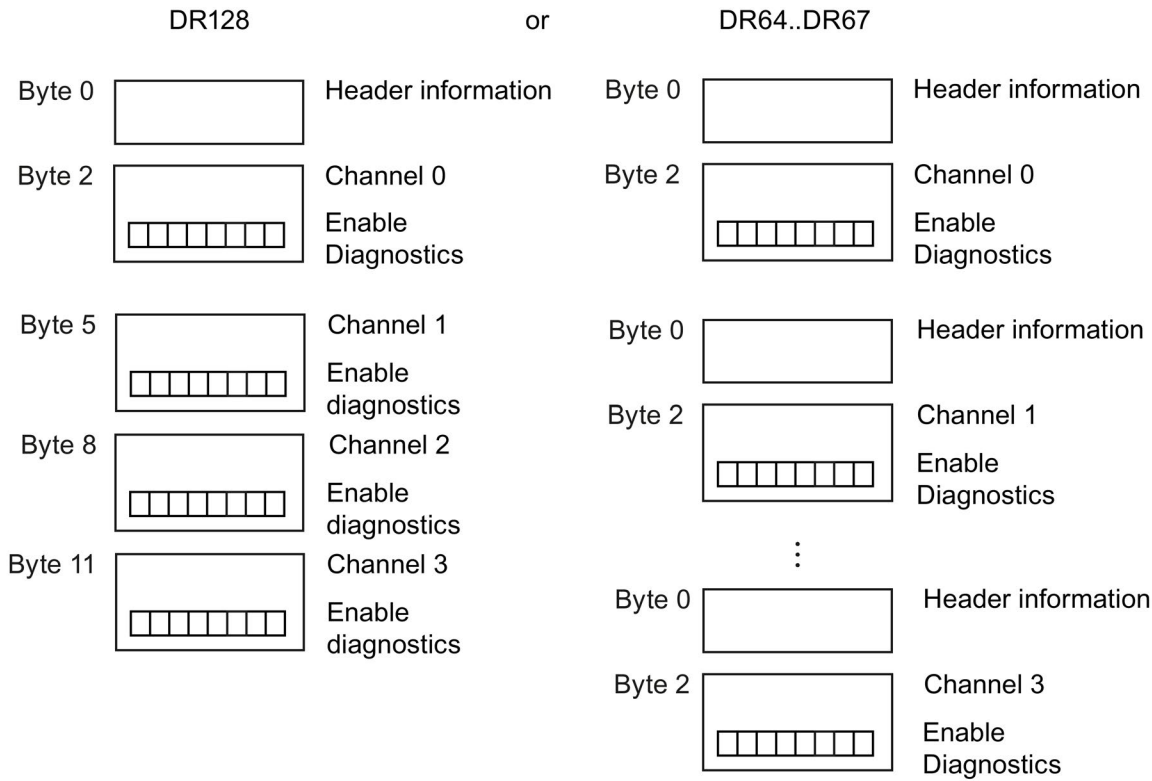 DR128 or DR64..DR67
Byte 0 Header information
Byte 2 Channel 0
Enable
Diagnostics
Byte 5 Channel 1
Enable
diagnostics
Byte 8 Channel 2
Enable
diagnostics
Byte 11 Channel 3
Enable
diagnostics
Byte 0 Header information
Byte 2 Channel 0
Enable
Diagnostics
Byte 0 Header information
Byte 2 Channel 1
Enable
Diagnostics
⋮
Byte 0 Header information
Byte 2 Channel 3
Enable
Diagnostics